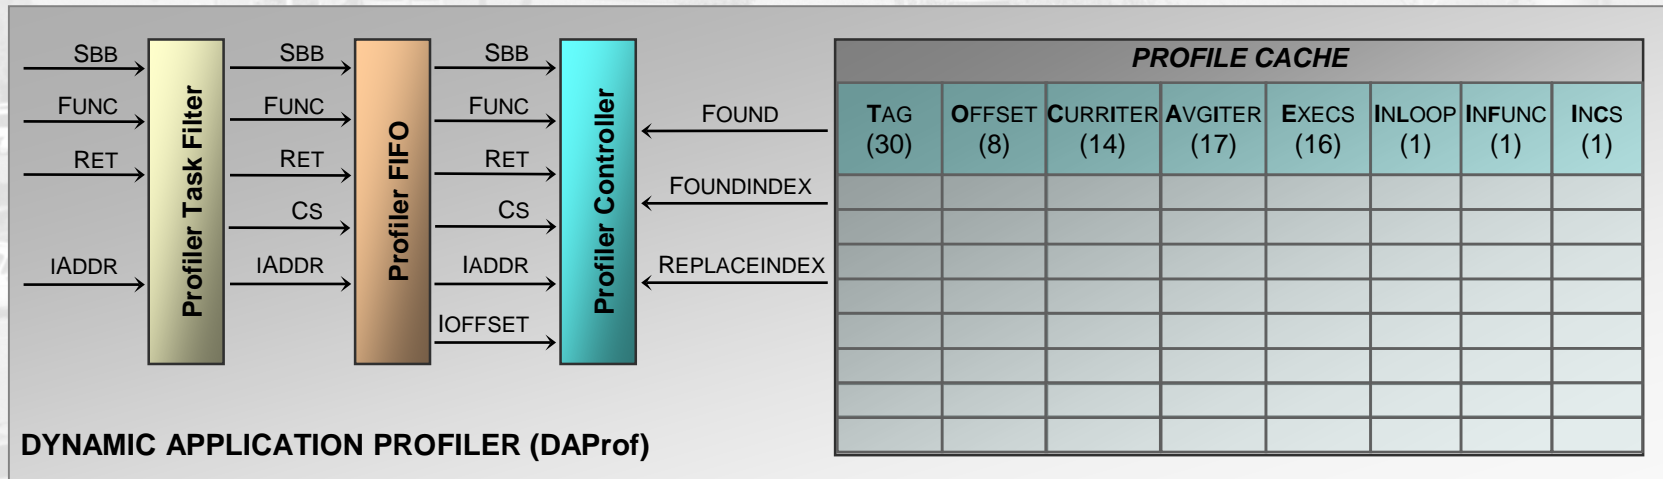 SBB
FUNC
RET
IADDR
Profiler Task Filter
SBB
FUNC
RET
CS
IADDR
Profiler FIFO
SBB
FUNC
RET
CS
IADDR
IOFFSET
Profiler Controller
FOUND
FOUNDINDEX
REPLACEINDEX
PROFILE CACHE
TAG OFFSET CURRITER AVGITER EXECS INLOOP INFUNC INCS
(30) (8) (14) (17) (16) (1) (1) (1)
DYNAMIC APPLICATION PROFILER (DAProf)